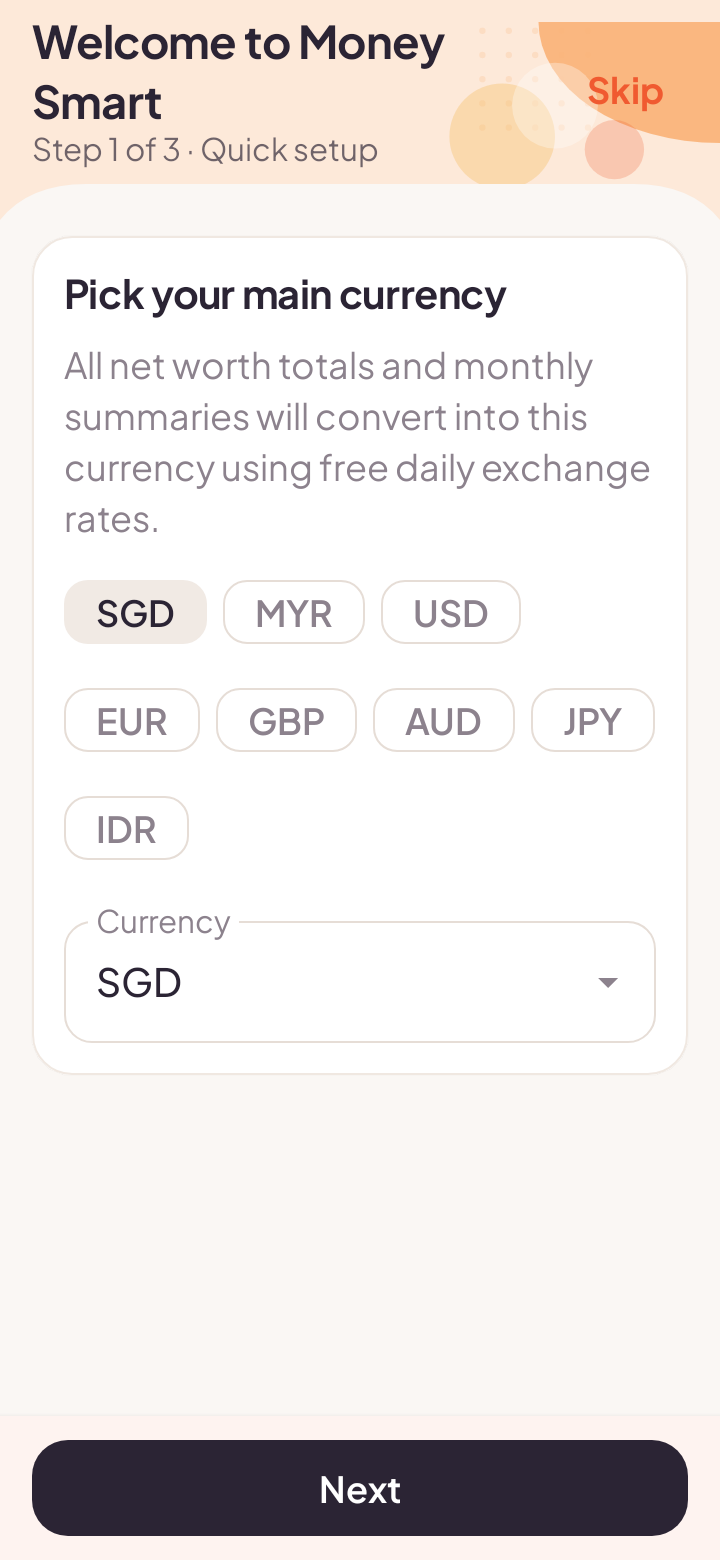 Welcome to Money
Smart
Skip
Step 1 of 3 · Quick setup
Pick your main currency
All net worth totals and monthly
summaries will convert into this
currency using free daily exchange
rates.
SGD MYR USD
EUR GBP AUD JPY
IDR
Currency
SGD
Next